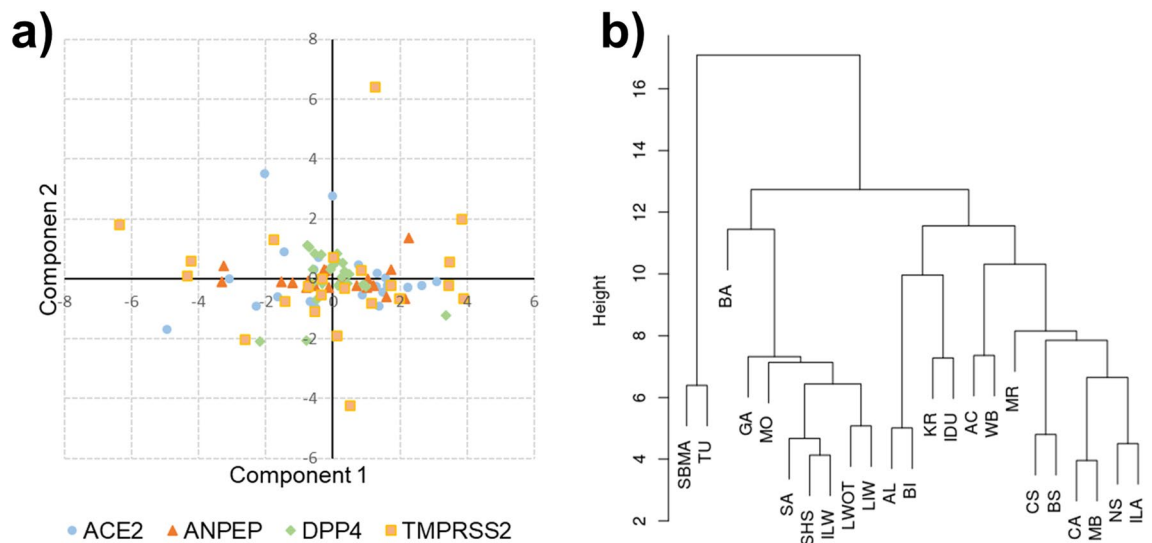 a)
8
6
4
2
0
-2
-4
-6
-8 -6 -4 -2 0 2 4 6
Componen 2
Component 1
ACE2 ANPEP DPP4 TMPRSS2
b)
Height
16
14
12
10
8
6
4
2
SBMA
TU
BA
GA
MO
SA
SHS
ILW
LWOT
LIW
AL
BI
KR
IDU
AC
WB
MR
CS
BS
CA
MB
NS
ILA